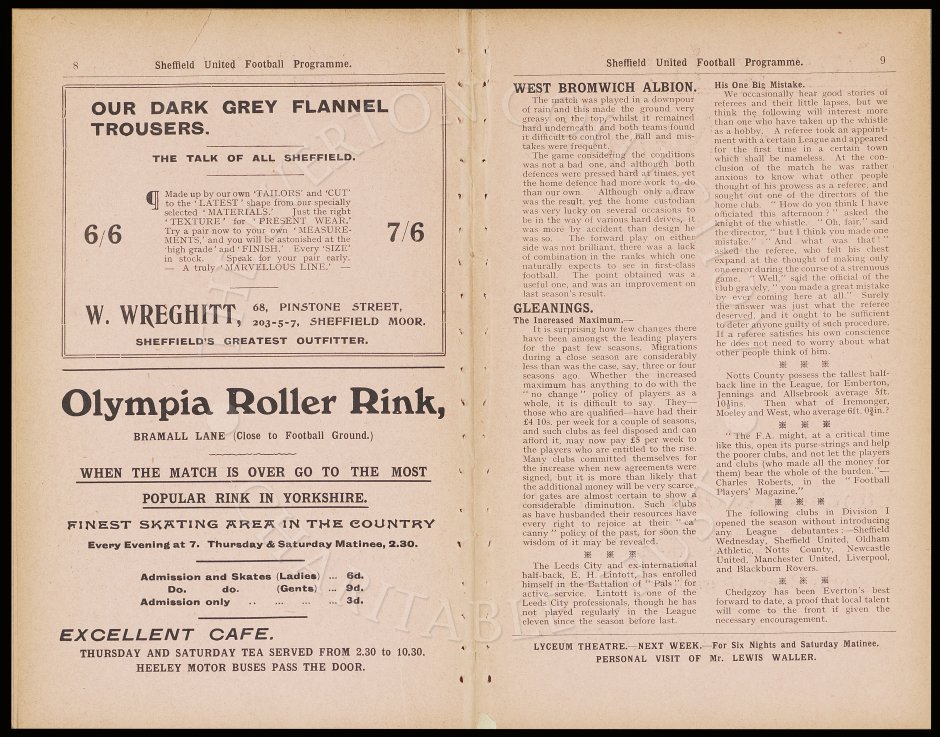 8
Sheffield United Football Programme.
OUR DARK GREY FLANNEL
TROUSERS.
THE TALK OF ALL SHEFFIELD.
¶ Made up by our own 'TAILORS' and 'CUT'
to the 'LATEST' shape from our specially
selected 'MATERIALS.' Just the right
'TEXTURE' for 'PRESENT WEAR.'
Try a pair now to your own 'MEASURE-
MENTS,' and you will be astonished at the
'high grade' and 'FINISH.' Every 'SIZE'
in stock. 'Speak for your pair early.
— A truly 'MARVELLOUS LINE.' —
6/6
7/6
W. WREGHITT, 68, PINSTONE STREET,
203-5-7, SHEFFIELD MOOR.
SHEFFIELD'S GREATEST OUTFITTER.
Olympia Roller Rink,
BRAMALL LANE (Close to Football Ground.)
WHEN THE MATCH IS OVER GO TO THE MOST
POPULAR RINK IN YORKSHIRE.
FINEST SKATING AREA IN THE COUNTRY
Every Evening at 7. Thursday & Saturday Matinee, 2.30.
Admission and Skates (Ladies) ... 6d.
Do. do. (Gents) ... 9d.
Admission only .. ... .. ... 3d.
EXCELLENT CAFE.
THURSDAY AND SATURDAY TEA SERVED FROM 2.30 to 10.30.
HEELEY MOTOR BUSES PASS THE DOOR.
Sheffield United Football Programme.
9
WEST BROMWICH ALBION.
The match was played in a downpour
of rain and this made the ground very
greasy on the top, whilst it remained
hard underneath and both teams found
it difficult to control the ball and mis-
takes were frequent.
The game considering the conditions
was not a bad one, and although both
defences were pressed hard at times, yet
the home defence had more work to do
than our own. Although only a draw
was the result, yet the home custodian
was very lucky on several occasions to
be in the way of various hard drives, it
was more by accident than design he
was so. The forward play on either
side was not brilliant, there was a lack
of combination in the ranks which one
naturally expects to see in first-class
football. The point obtained was a
useful one, and was an improvement on
last season's result.
GLEANINGS.
The Increased Maximum.—
It is surprising how few changes there
have been amongst the leading players
for the past few seasons. Migrations
during a close season are considerably
less than was the case, say, three or four
seasons ago. Whether the increased
maximum has anything to do with the
"no change" policy of players as a
whole, it is difficult to say. They—
those who are qualified—have had their
£4 10s. per week for a couple of seasons,
and such clubs as feel disposed and can
afford it, may now pay £5 per week to
the players who are entitled to the rise.
Many clubs committed themselves for
the increase when new agreements were
signed, but it is more than likely that
the additional money will be very scarce,
for gates are almost certain to show a
considerable diminution. Such clubs
as have husbanded their resources have
every right to rejoice at their "ca'
canny" policy of the past, for soon the
wisdom of it may be revealed.
※ ※ ※
The Leeds City and ex-international
half-back, E. H. Lintott, has enrolled
himself in the Battalion of "Pals" for
active service. Lintott is one of the
Leeds City professionals, though he has
not played regularly in the League
eleven since the season before last.
His One Big Mistake.
We occasionally hear good stories of
referees and their little lapses, but we
think the following will interest more
than one who have taken up the whistle
as a hobby. A referee took an appoint-
ment with a certain League and appeared
for the first time in a certain town
which shall be nameless. At the con-
clusion of the match he was rather
anxious to know what other people
thought of his prowess as a referee, and
sought out one of the directors of the
home club. "How do you think I have
officiated this afternoon?" asked the
knight of the whistle. "Oh, fair," said
the director, "but I think you made one
mistake." "And what was that?"
asked the referee, who felt his chest
expand at the thought of making only
one error during the course of a strenuous
game. "Well," said the official of the
club gravely, "you made a great mistake
by ever coming here at all." Surely
the answer was just what the referee
deserved, and it ought to be sufficient
to deter anyone guilty of such procedure.
If a referee satisfies his own conscience
he does not need to worry about what
other people think of him.
※ ※ ※
Notts County possess the tallest half-
back line in the League, for Emberton,
Jennings and Allsebrook average 5ft.
10½ins. Then what of Iremonger,
Morley and West, who average 6ft. 0¾in.?
※ ※ ※
"The F.A. might, at a critical time
like this, open its purse-strings and help
the poorer clubs, and not let the players
and clubs (who made all the money for
them) bear the whole of the burden."—
Charles Roberts, in the "Football
Players' Magazine."
※ ※ ※
The following clubs in Division I
opened the season without introducing
any League debutantes:—Sheffield
Wednesday, Sheffield United, Oldham
Athletic, Notts County, Newcastle
United, Manchester United, Liverpool,
and Blackburn Rovers.
※ ※ ※
Chedgzoy has been Everton's best
forward to date, a proof that local talent
will come to the front if given the
necessary encouragement.
LYCEUM THEATRE.—NEXT WEEK.—For Six Nights and Saturday Matinee.
PERSONAL VISIT OF Mr. LEWIS WALLER.